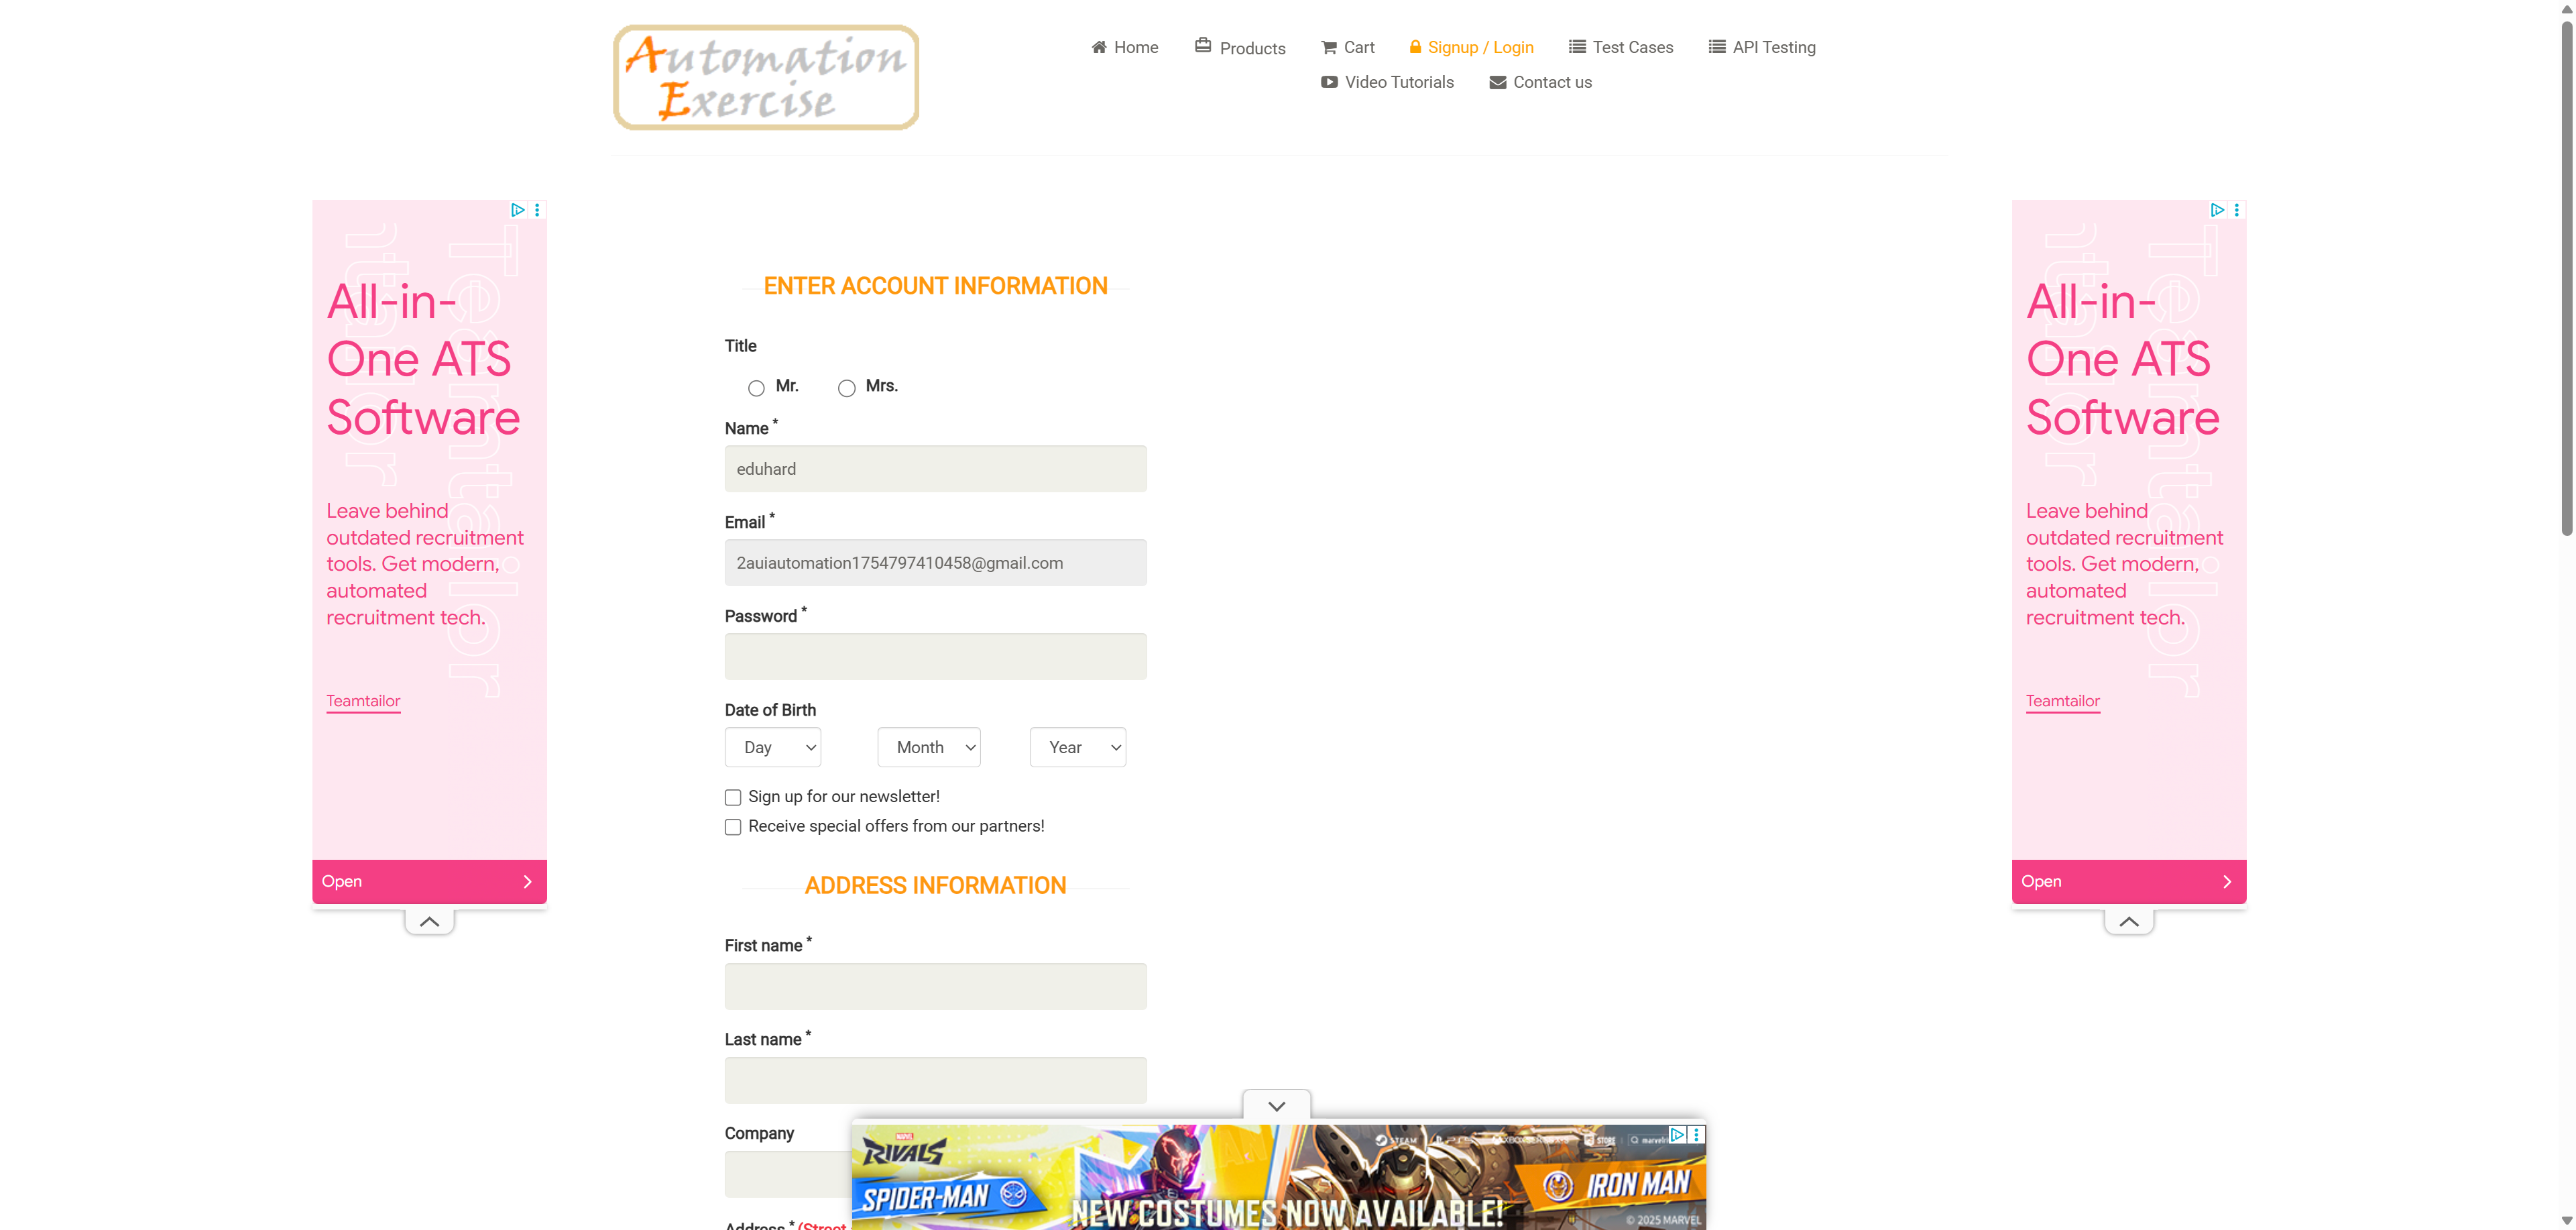 Automation
Exercise
Home
Products
Cart
Signup / Login
Test Cases
API Testing
Video Tutorials
Contact us
Teamtailor
All-in-
One ATS
Software
Leave behind
outdated recruitment
tools. Get modern,
automated
recruitment tech.
Teamtailor
Open
ENTER ACCOUNT INFORMATION
Title
Mr.
Mrs.
Name *
eduhard
Email *
2auiautomation1754797410458@gmail.com
Password *
Date of Birth
Day
Month
Year
Sign up for our newsletter!
Receive special offers from our partners!
ADDRESS INFORMATION
First name *
Last name *
Company
Address * (Street
Teamtailor
All-in-
One ATS
Software
Leave behind
outdated recruitment
tools. Get modern,
automated
recruitment tech.
Teamtailor
Open
MARVEL
RIVALS
STEAM
STORE
SPIDER-MAN
IRON MAN
NEW COSTUMES NOW AVAILABLE!
© 2025 MARVEL